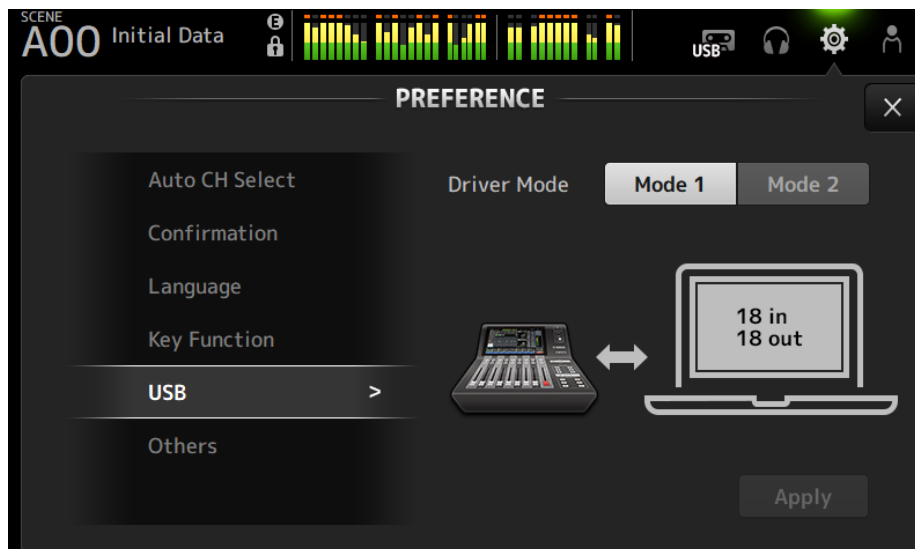 SCENE
A00 Initial Data
E
USB
PREFERENCE
Auto CH Select
Driver Mode
Mode 1
Mode 2
Confirmation
Language
18 in
18 out
Key Function
USB >
Others
Apply